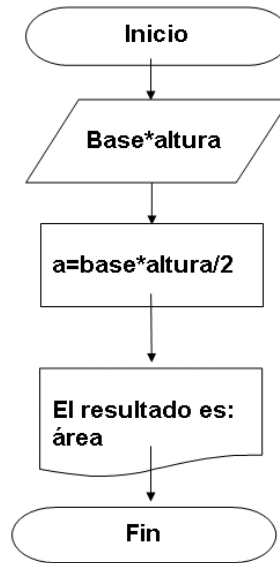 Inicio
Base*altura
a=base*altura/2
El resultado es:
área
Fin